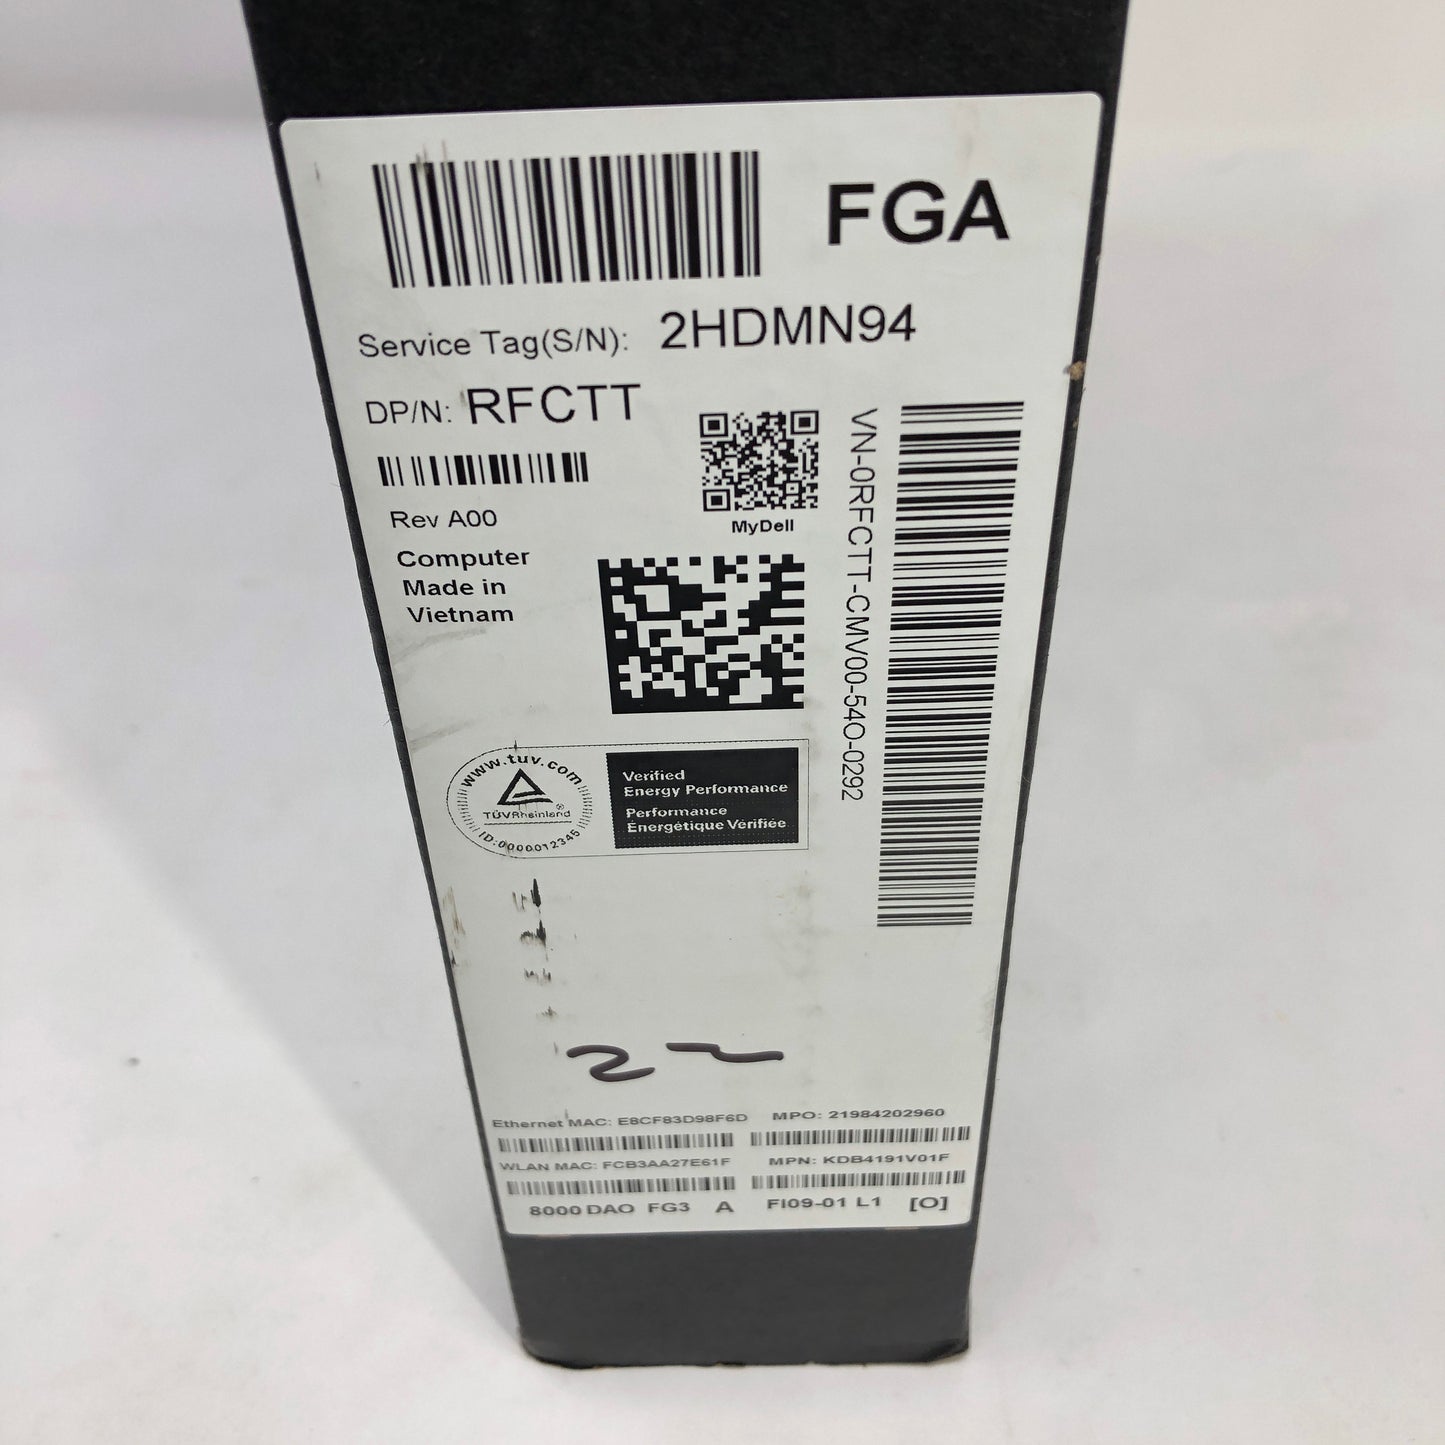 FGA
Service Tag(S/N): 2HDMN94
DP/N: RFCTT
MyDell
Rev A00
Computer
Made in
Vietnam
VN-0RFCTT-CMV00-54O-0292
www.tuv.com
TÜVRheinland ®
ID:0000012345
Verified
Energy Performance
Performance
Énergétique Vérifiée
Ethernet MAC: E8CF83D98F6D MPO: 21984202960
WLAN MAC: FCB3AA27E61F MPN: KDB4191V01F
8000 DAO FG3 A FI09-01 L1 [O]